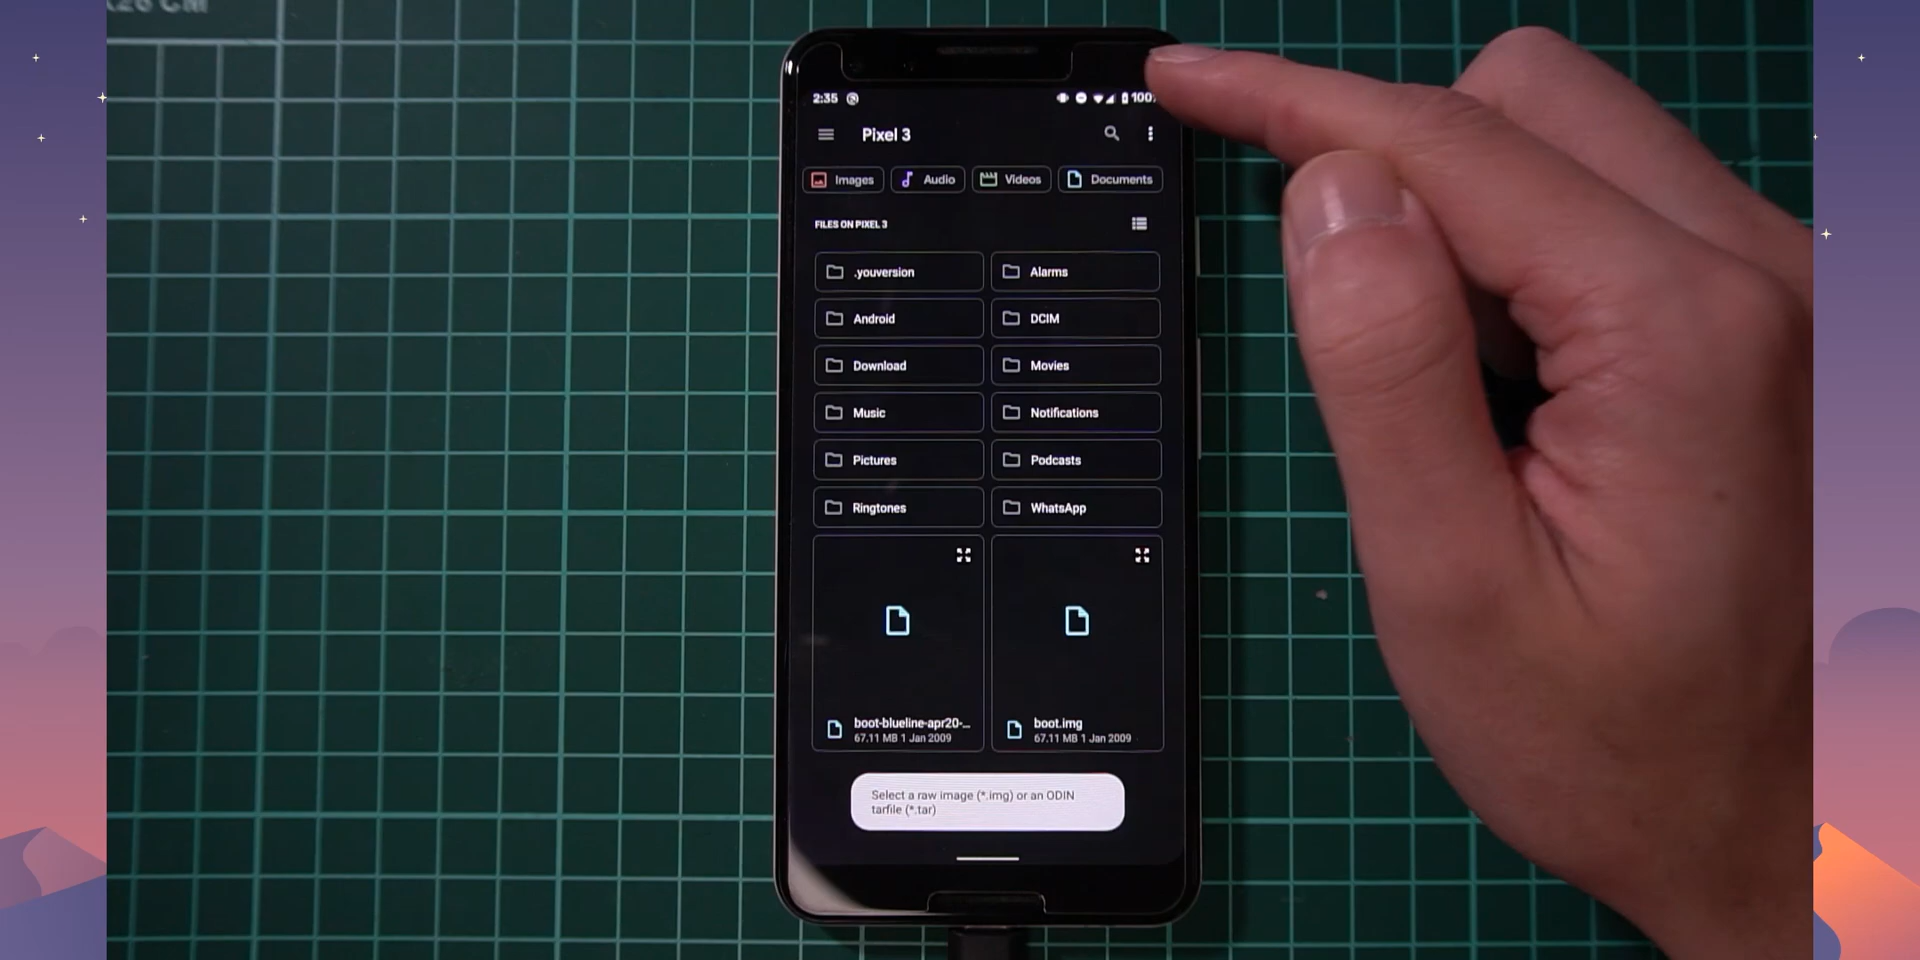 2:35
100
Pixel 3
Images
Audio
Videos
Documents
FILES ON PIXEL 3
.youversion
Alarms
Android
DCIM
Download
Movies
Music
Notifications
Pictures
Podcasts
Ringtones
WhatsApp
boot-blueline-apr20-...
67.11 MB 1 Jan 2009
boot.img
67.11 MB 1 Jan 2009
Select a raw image (*.img) or an ODIN
tarfile (*.tar)